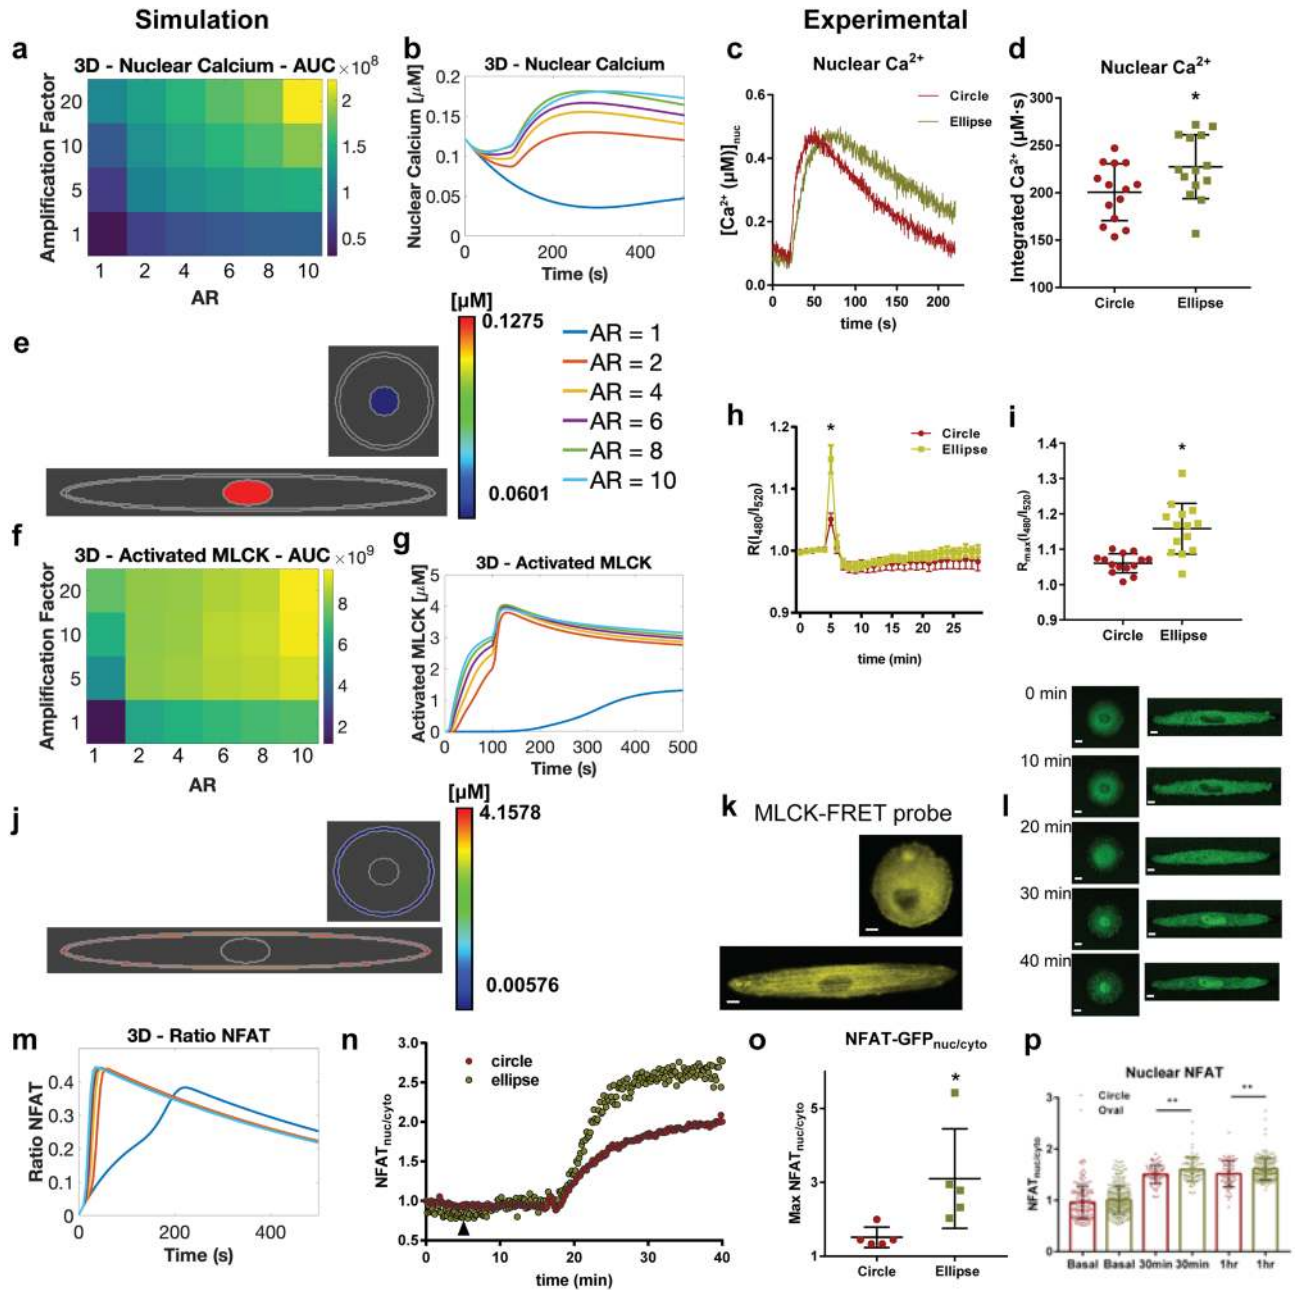 Simulation
Experimental
a
3D - Nuclear Calcium - AUC
×10⁸
Amplification Factor
20
10
5
1
1 2 4 6 8 10
AR
2
1.5
1
0.5
b
3D - Nuclear Calcium
Nuclear Calcium [μM]
0.2
0.15
0.1
0.05
0
0 200 400
Time (s)
c
Nuclear Ca²⁺
Circle
Ellipse
[Ca²⁺ (μM)]nuc
0.6
0.4
0.2
0.0
0 50 100 150 200
time (s)
d
Nuclear Ca²⁺
*
Integrated Ca²⁺ (μM·s)
300
250
200
150
100
Circle Ellipse
e
[μM]
0.1275
0.0601
AR = 1
AR = 2
AR = 4
AR = 6
AR = 8
AR = 10
f
3D - Activated MLCK - AUC
×10⁹
Amplification Factor
20
10
5
1
1 2 4 6 8 10
AR
8
6
4
2
g
3D - Activated MLCK
Activated MLCK [μM]
5
4
3
2
1
0
0 100 200 300 400 500
Time (s)
h
*
Circle
Ellipse
R(I480/I520)
1.2
1.1
1.0
0.9
0 5 10 15 20 25
time (min)
i
*
Rmax(I480/I520)
1.4
1.3
1.2
1.1
1.0
0.9
Circle Ellipse
j
[μM]
4.1578
0.00576
k
MLCK-FRET probe
l
0 min
10 min
20 min
30 min
40 min
m
3D - Ratio NFAT
Ratio NFAT
0.4
0.3
0.2
0.1
0
0 200 400
Time (s)
n
circle
ellipse
NFATnuc/cyto
3.0
2.5
2.0
1.5
1.0
0.5
0 10 20 30 40
time (min)
o
NFAT-GFPnuc/cyto
*
Max NFATnuc/cyto
5
3
1
Circle Ellipse
p
Nuclear NFAT
Circle
Oval
** **
NFATnuc/cyto
3
2
1
0
Basal Basal 30min 30min 1hr 1hr